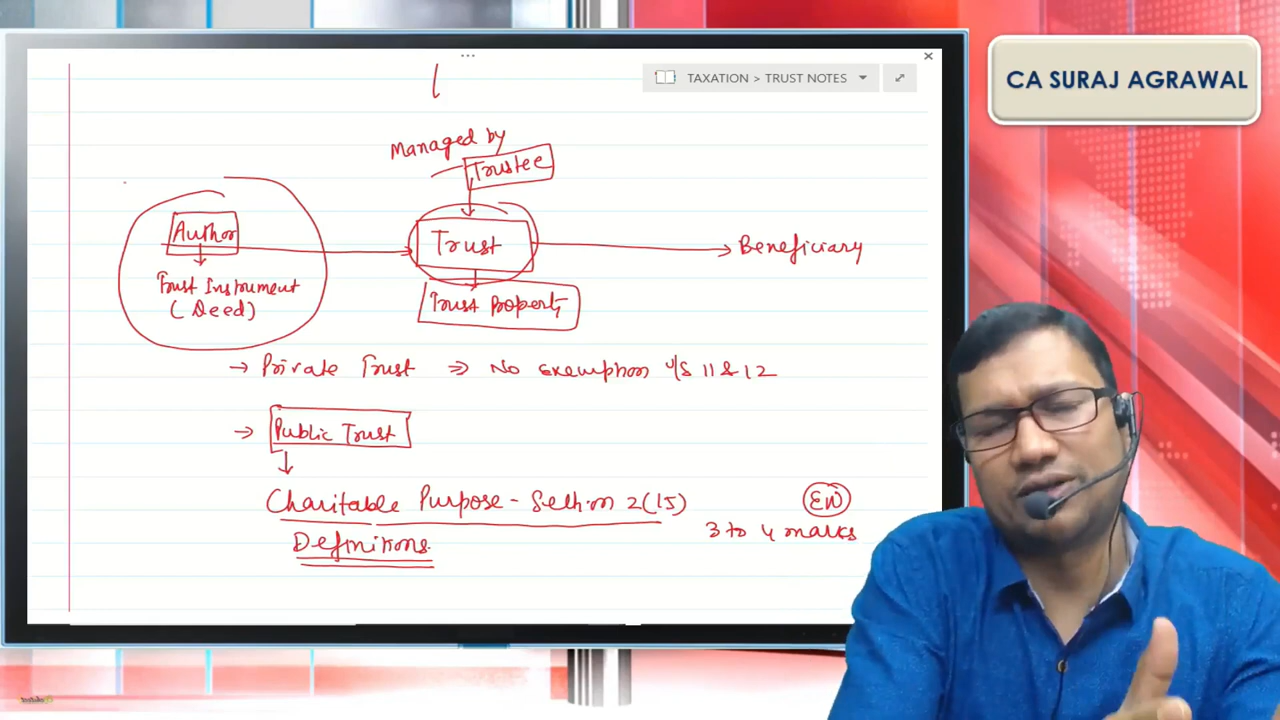 TAXATION > TRUST NOTES
CA SURAJ AGRAWAL
Managed by
Trustee
Author
Trust
Beneficiary
Trust Instrument
(Deed)
Trust Property
→ Private Trust ⇒ No exemption u/s 11 & 12
→ Public Trust
Charitable Purpose - Section 2(15)
Definitions.
3 to 4 marks